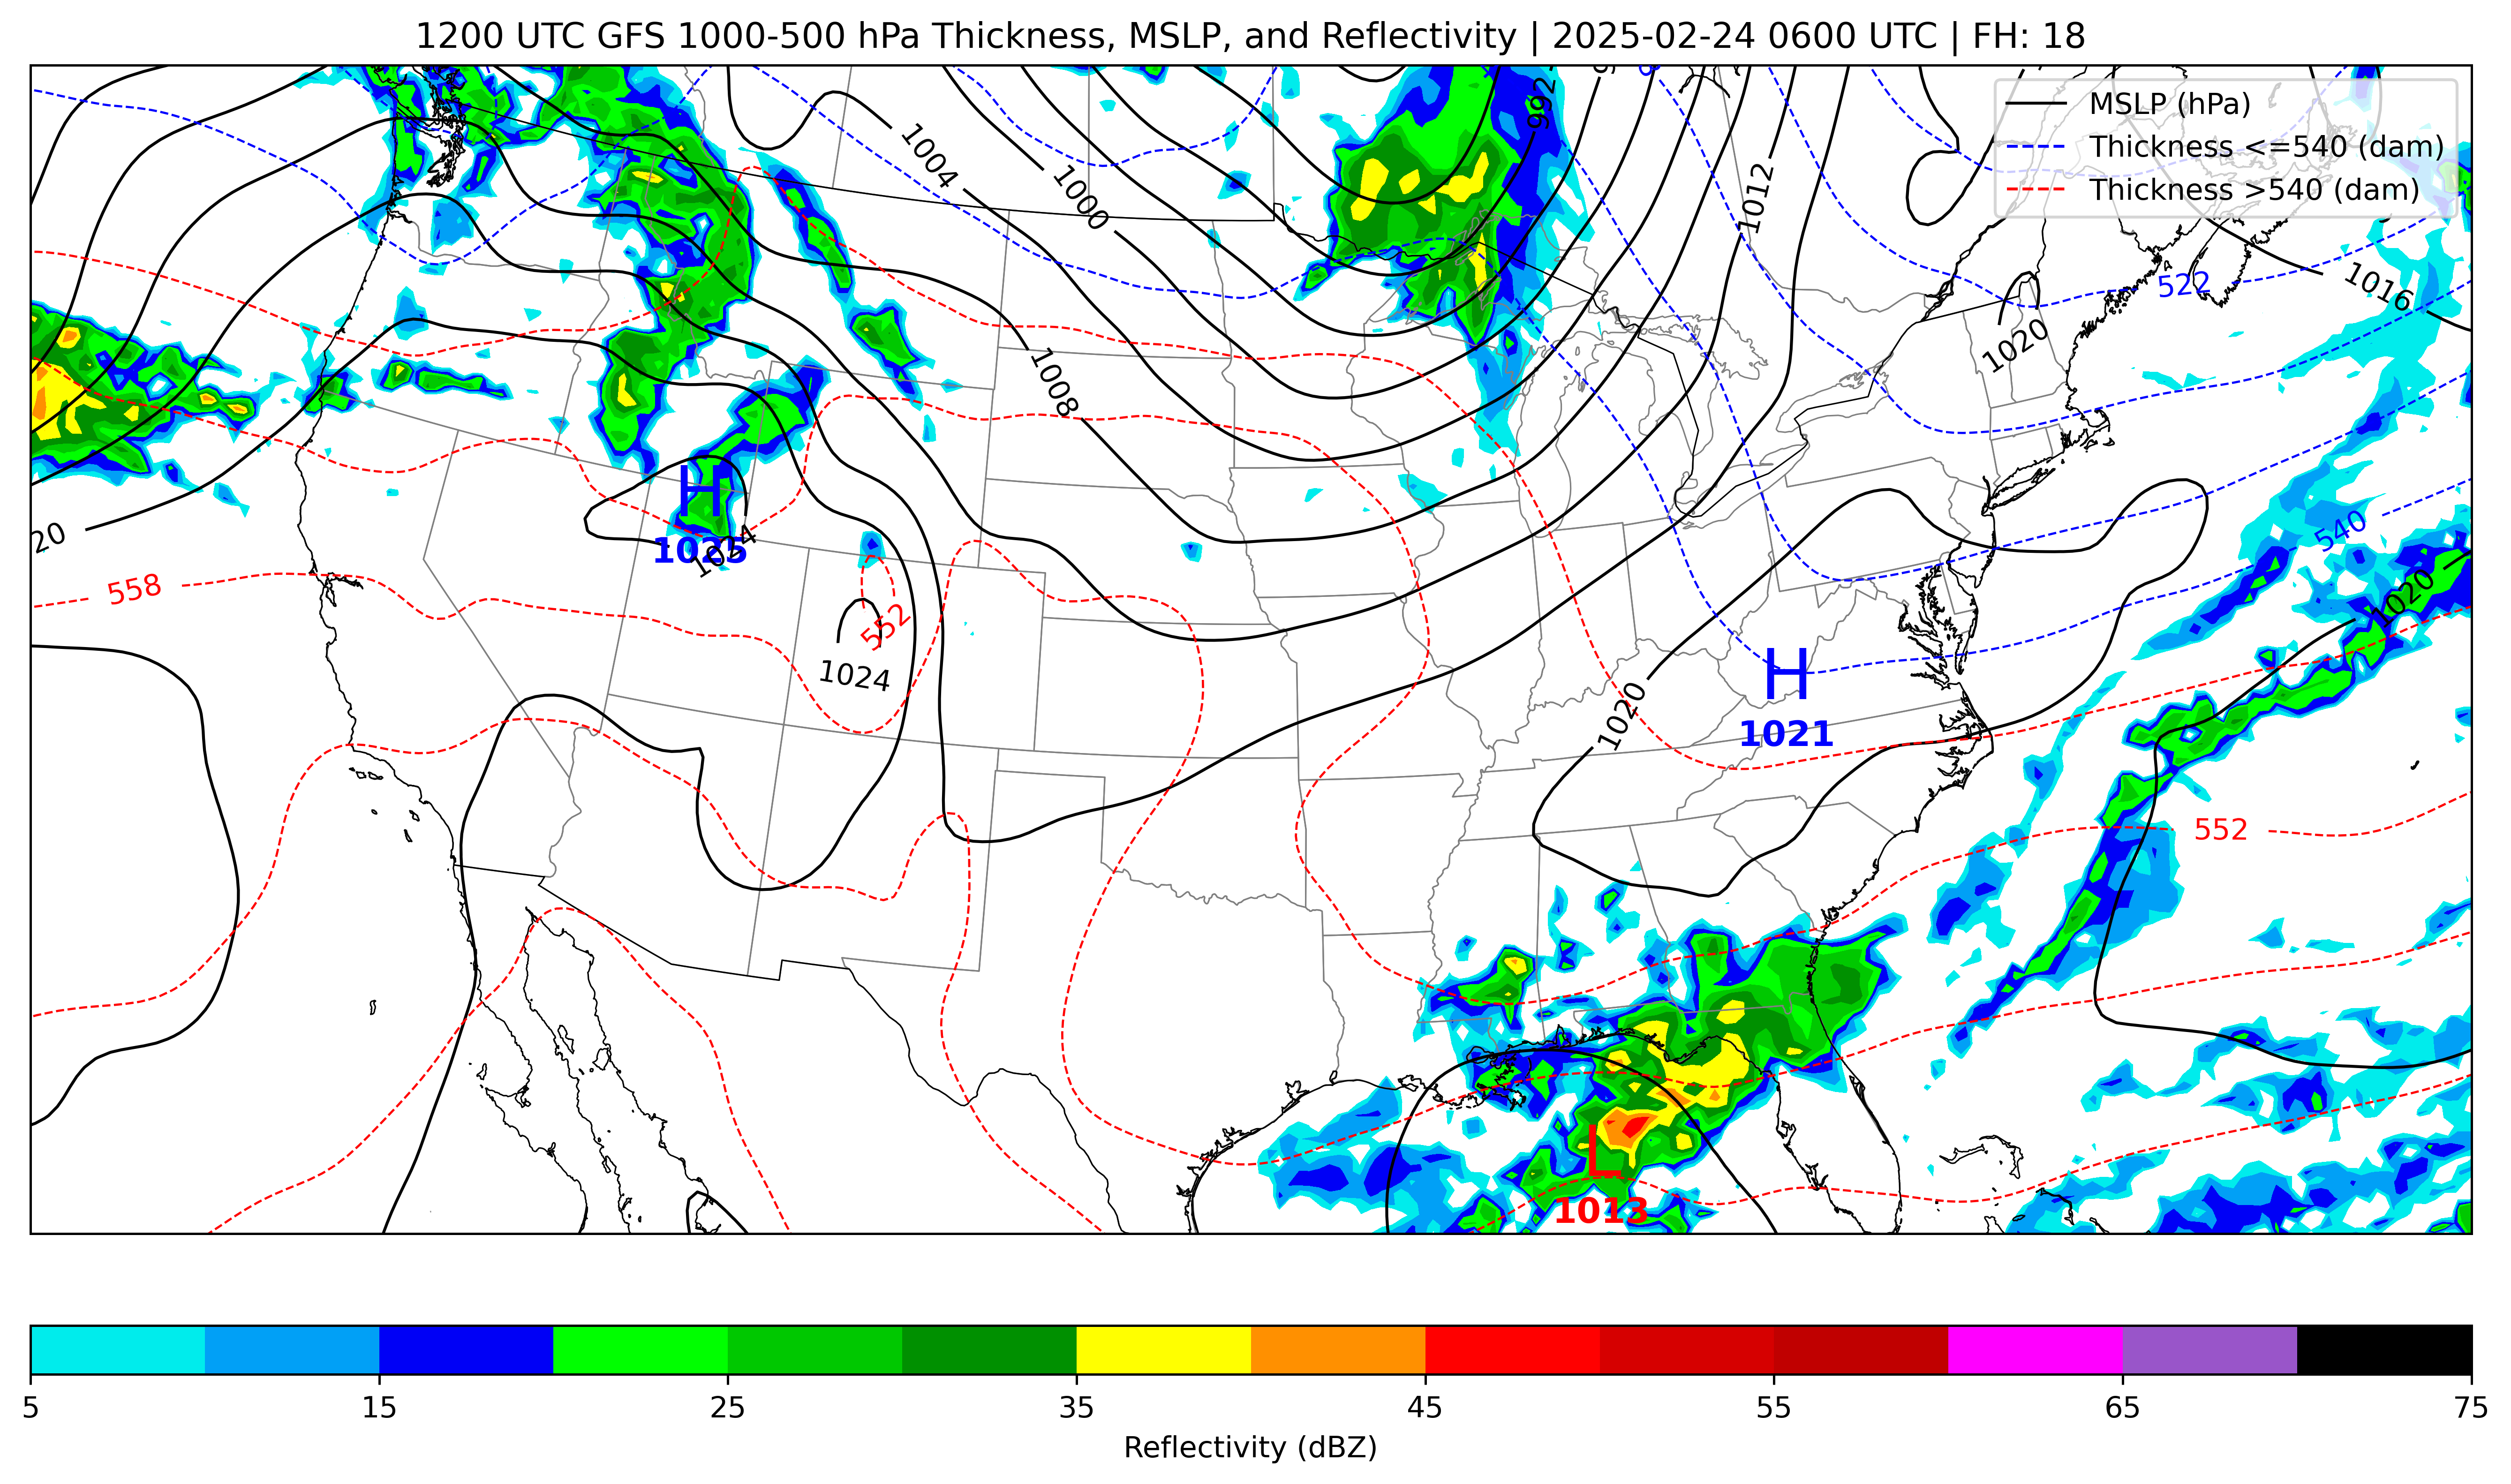 1200 UTC GFS 1000-500 hPa Thickness, MSLP, and Reflectivity | 2025-02-24 0600 UTC | FH: 18
MSLP (hPa)
Thickness <=540 (dam)
Thickness >540 (dam)
992
1004
1000
1012
1016
522
1020
1008
20
540
H
1025
1024
558
552
1020
1024
H
1021
1020
552
L
1013
5 15 25 35 45 55 65 75
Reflectivity (dBZ)